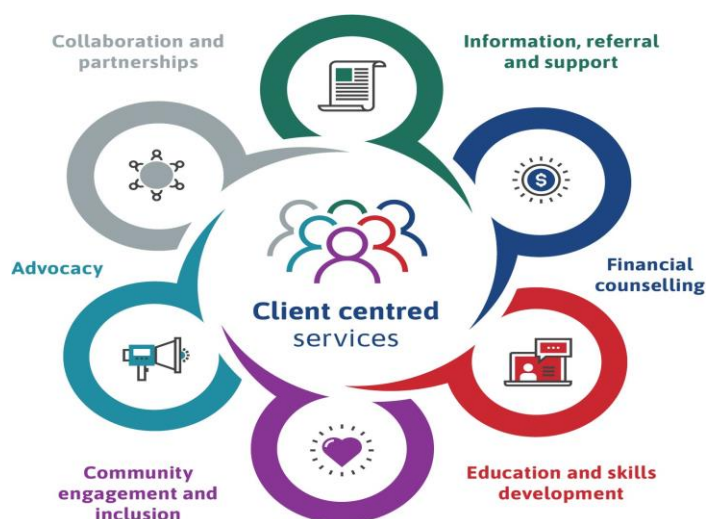 Collaboration and
partnerships
Information, referral
and support
Advocacy
$
Client centred
services
Financial
counselling
Community
engagement and
inclusion
Education and skills
development